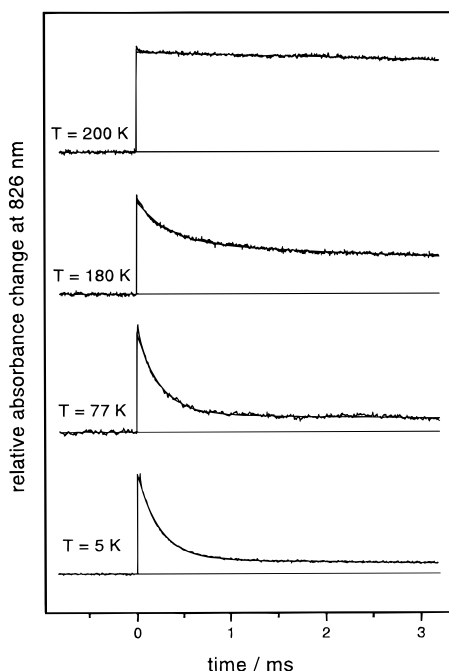 relative absorbance change at 826 nm
T = 200 K
T = 180 K
T = 77 K
T = 5 K
0 1 2 3
time / ms